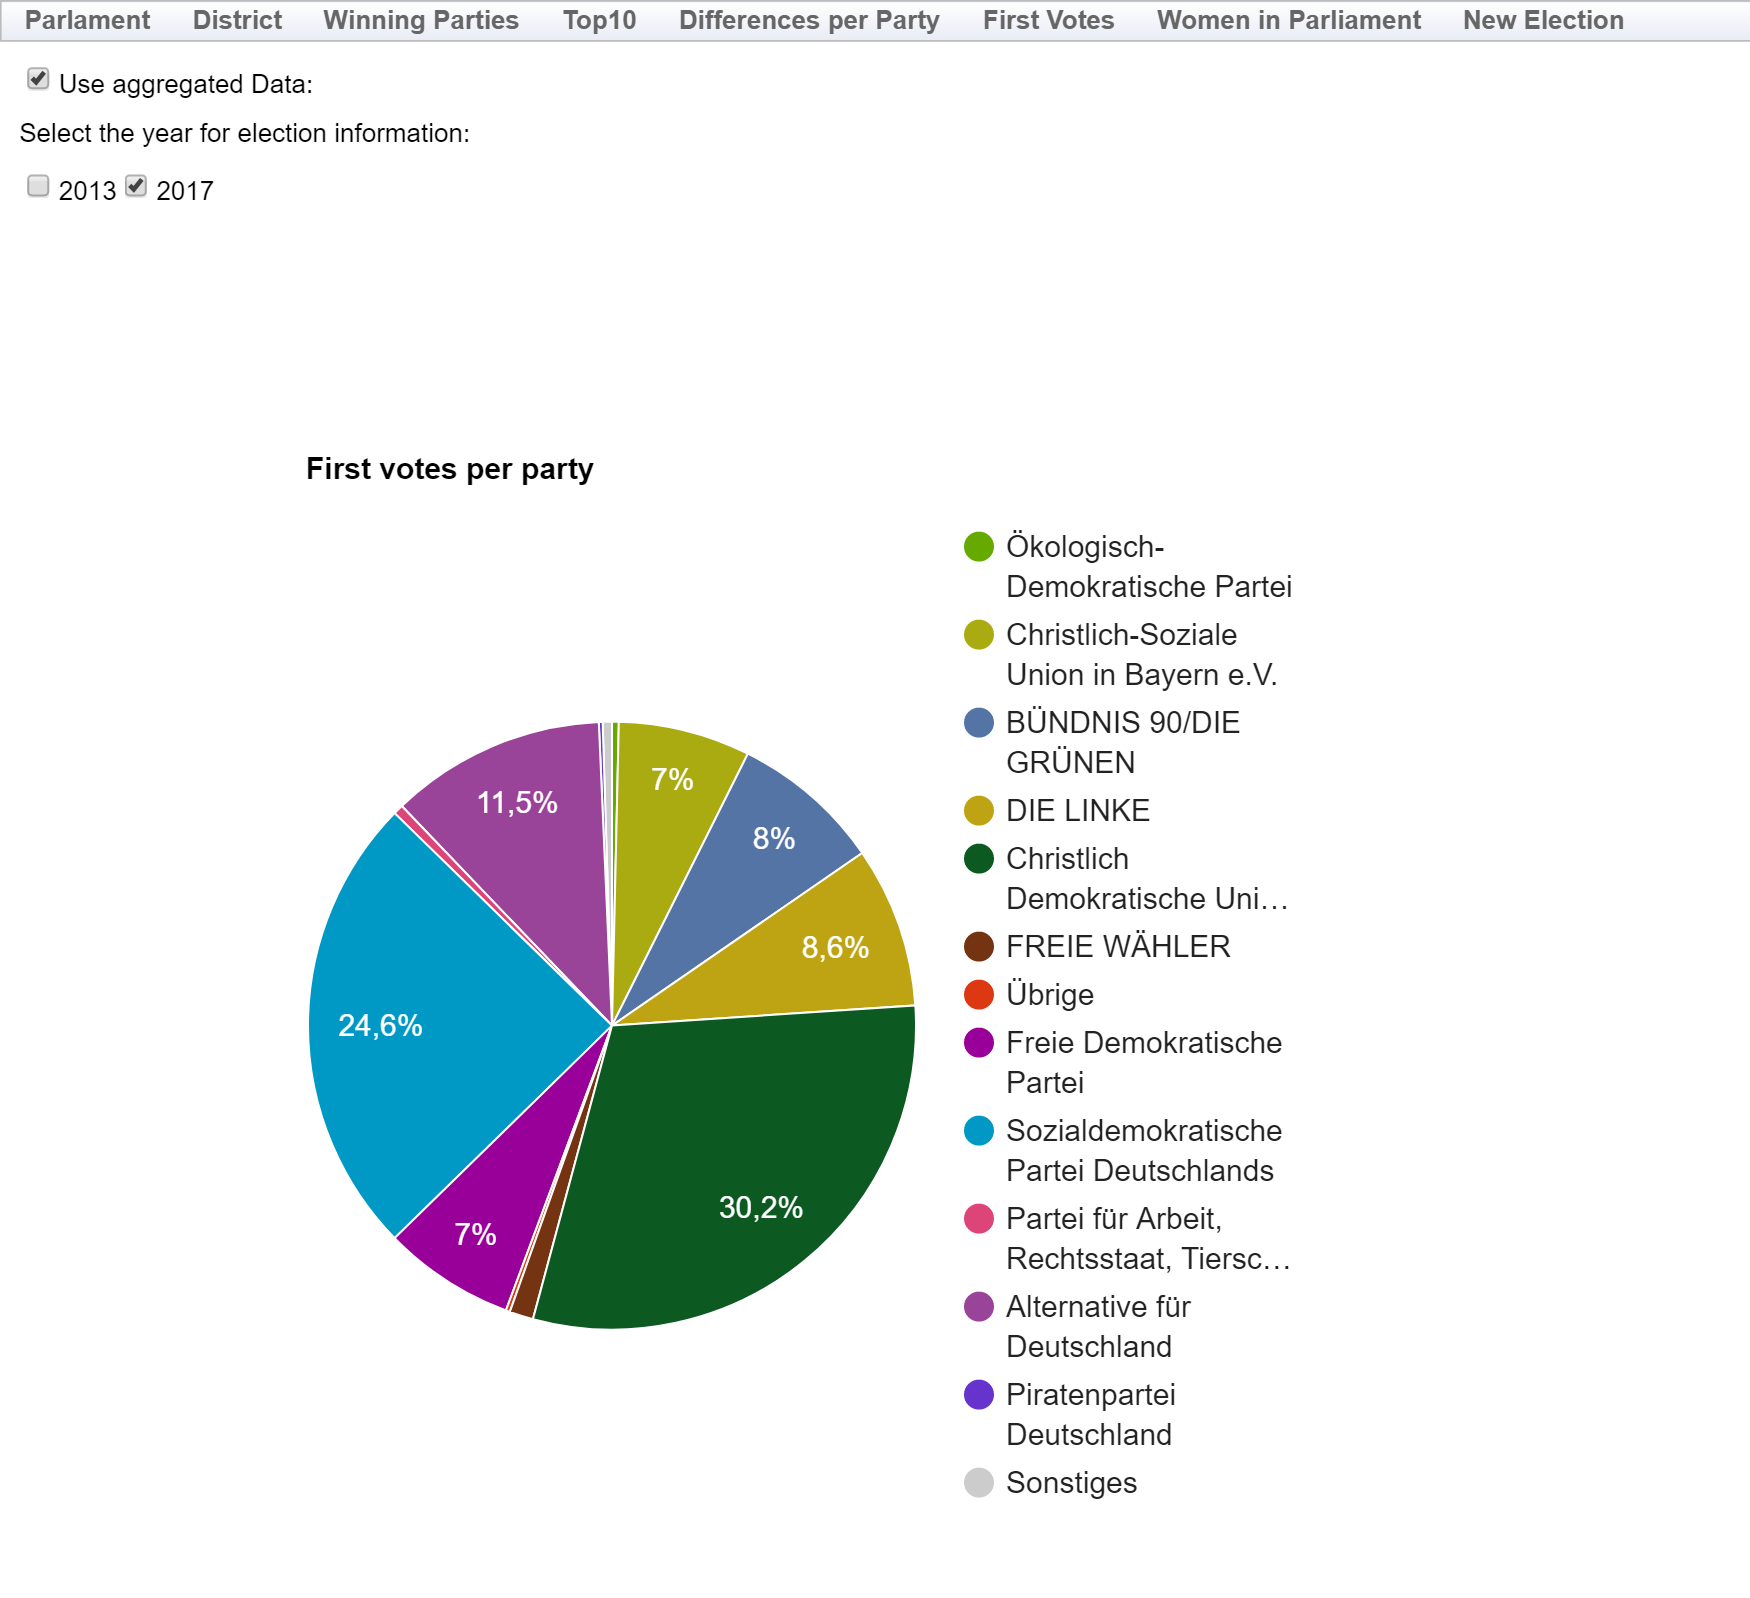 Parlament District Winning Parties Top10 Differences per Party First Votes Women in Parliament New Election
Use aggregated Data:
Select the year for election information:
2013 2017
First votes per party
7%
8%
8,6%
30,2%
7%
24,6%
11,5%
Ökologisch-
Demokratische Partei
Christlich-Soziale
Union in Bayern e.V.
BÜNDNIS 90/DIE
GRÜNEN
DIE LINKE
Christlich
Demokratische Uni…
FREIE WÄHLER
Übrige
Freie Demokratische
Partei
Sozialdemokratische
Partei Deutschlands
Partei für Arbeit,
Rechtsstaat, Tiersc…
Alternative für
Deutschland
Piratenpartei
Deutschland
Sonstiges